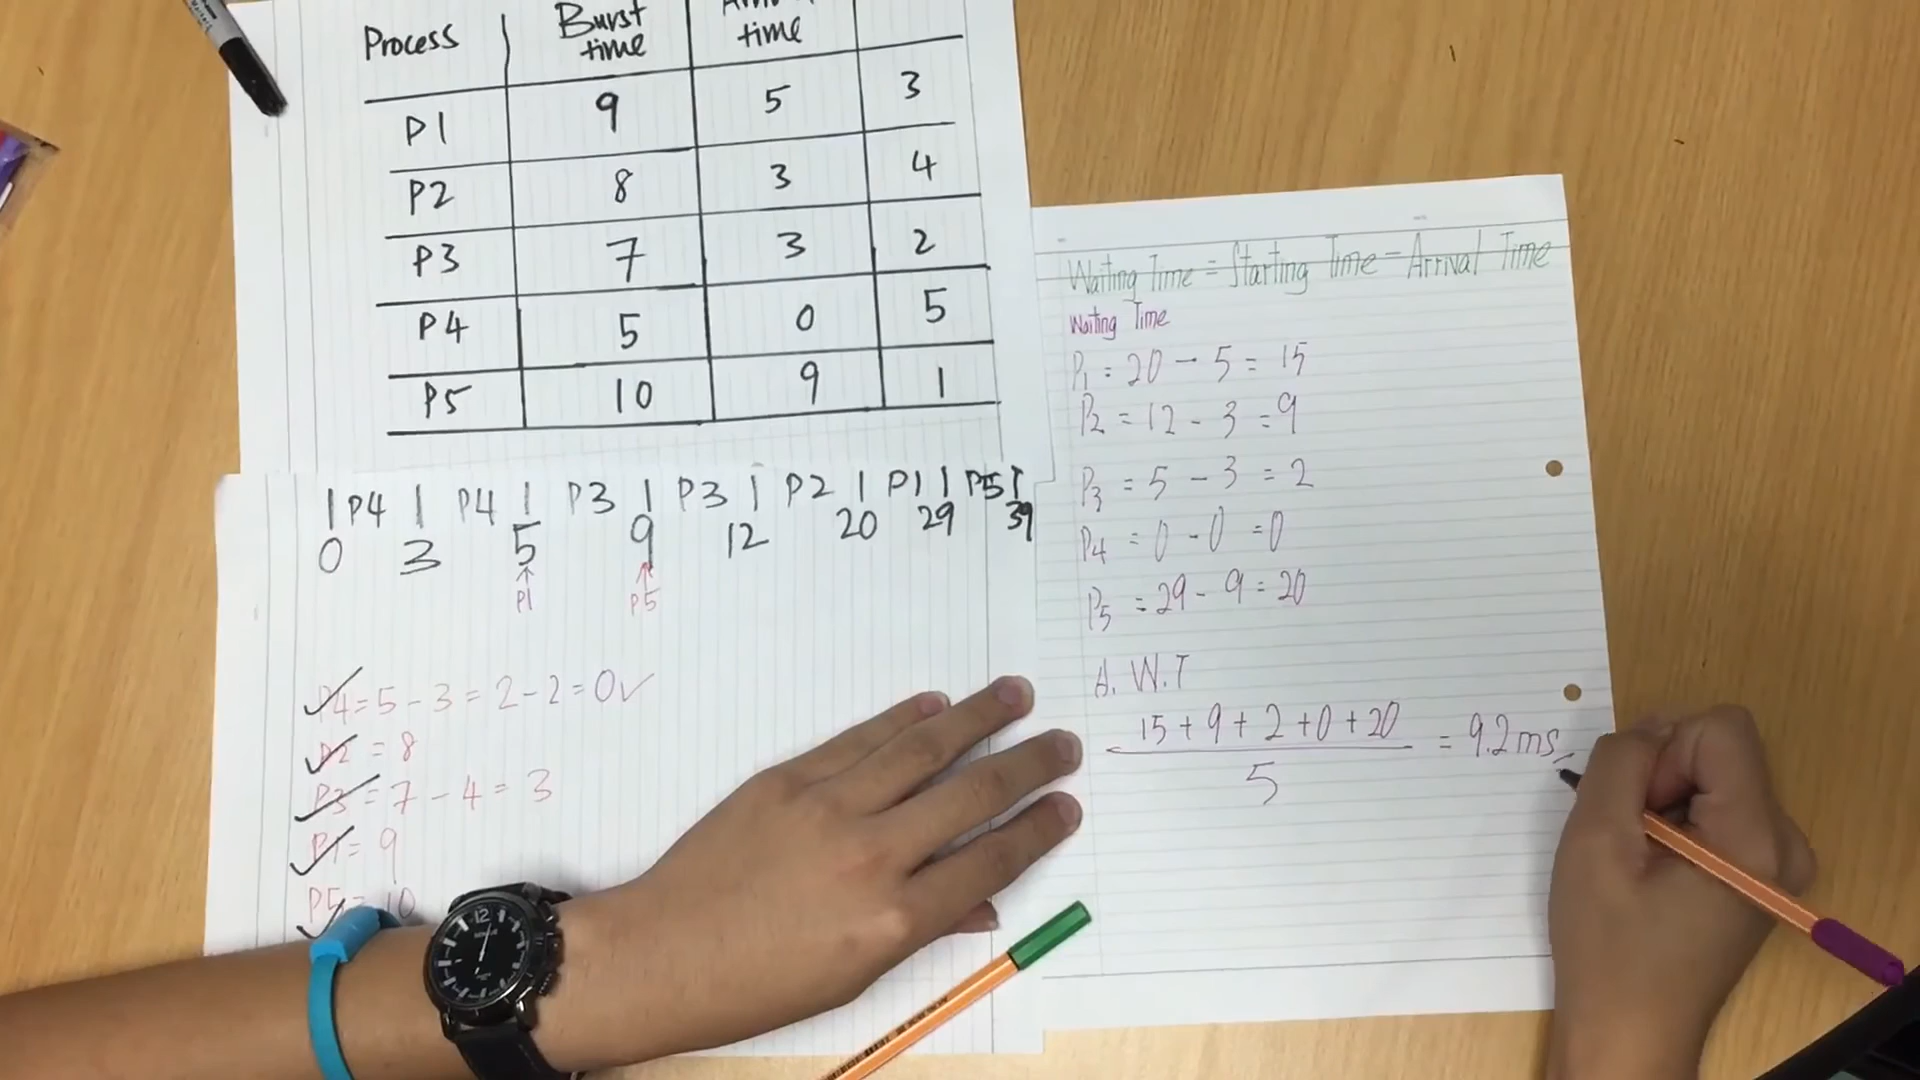 Process Burst time time
P1 9 5 3
P2 8 3 4
P3 7 3 2
P4 5 0 5
P5 10 9 1
| P4 | P4 | P3 | P3 | P2 | P1 | P5 |
0 3 5 9 12 20 29 39
↑ ↑
P1 P5
P4 = 5 - 3 = 2 - 2 = 0 ✓
P2 = 8
P3 = 7 - 4 = 3
P1 = 9
P5 = 10
Waiting Time = Starting Time - Arrival Time
Waiting Time
P1 = 20 - 5 = 15
P2 = 12 - 3 = 9
P3 = 5 - 3 = 2
P4 = 0 - 0 = 0
P5 = 29 - 9 = 20
A. W.T
15 + 9 + 2 + 0 + 20
= 9.2ms
5